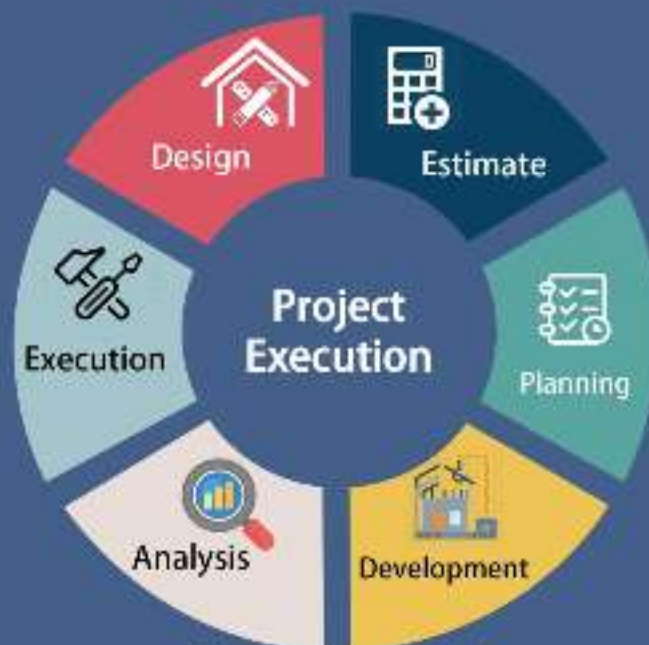 Design
Estimate
Execution
Project
Execution
Planning
Analysis
Development